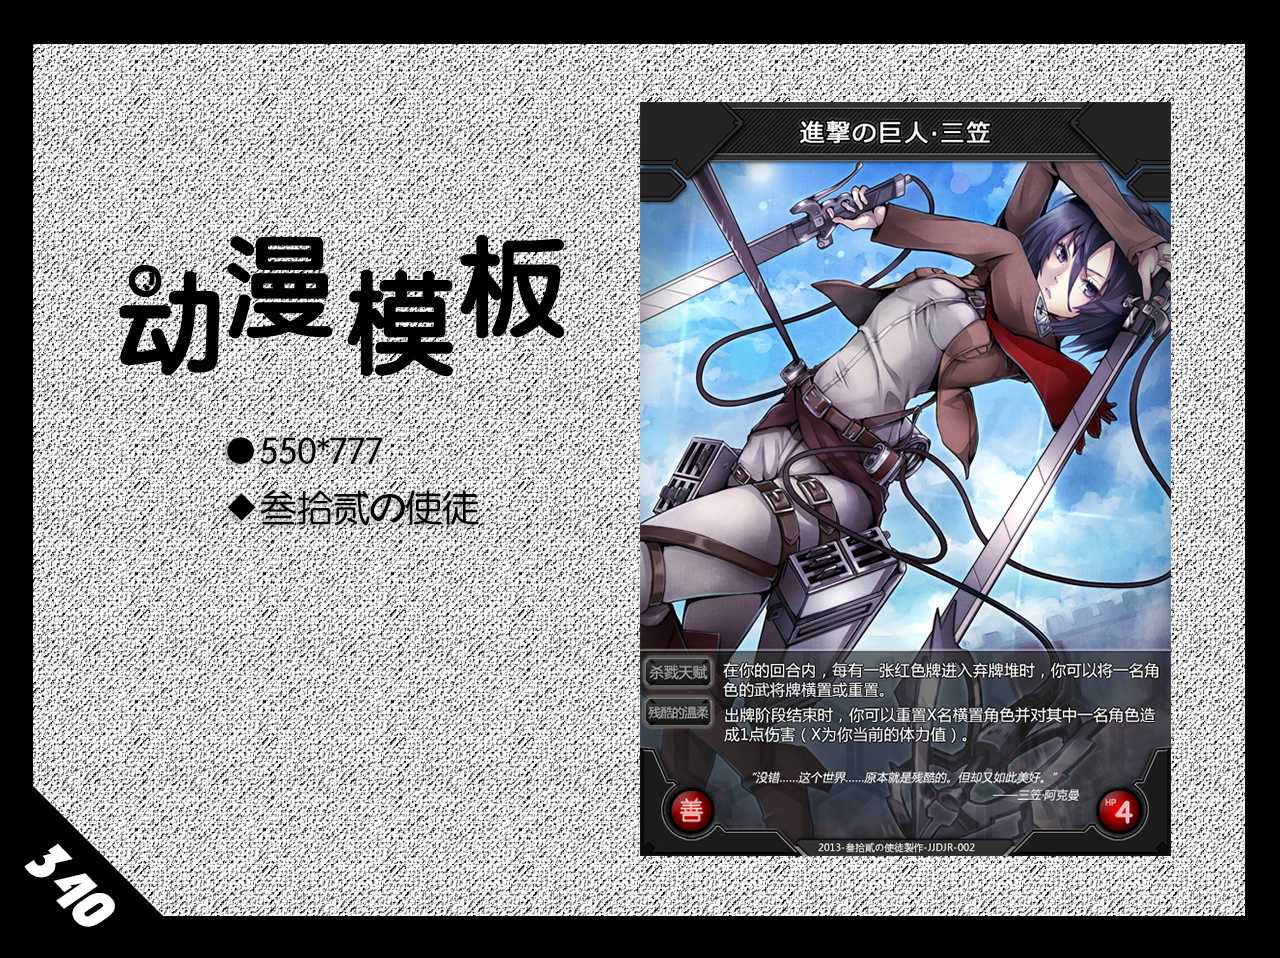 动漫模板
●550*777
◆叁拾贰の使徒
340
進撃の巨人·三笠
杀戮天赋
在你的回合内，每有一张红色牌进入弃牌堆时，你可以将一名角
色的武将牌横置或重置。
残酷的温柔
出牌阶段结束时，你可以重置X名横置角色并对其中一名角色造
成1点伤害（X为你当前的体力值）。
“没错......这个世界......原本就是残酷的。但却又如此美好。”
——三笠·阿克曼
善
HP 4
2013-叁拾貳の使徒製作-JJDJR-002